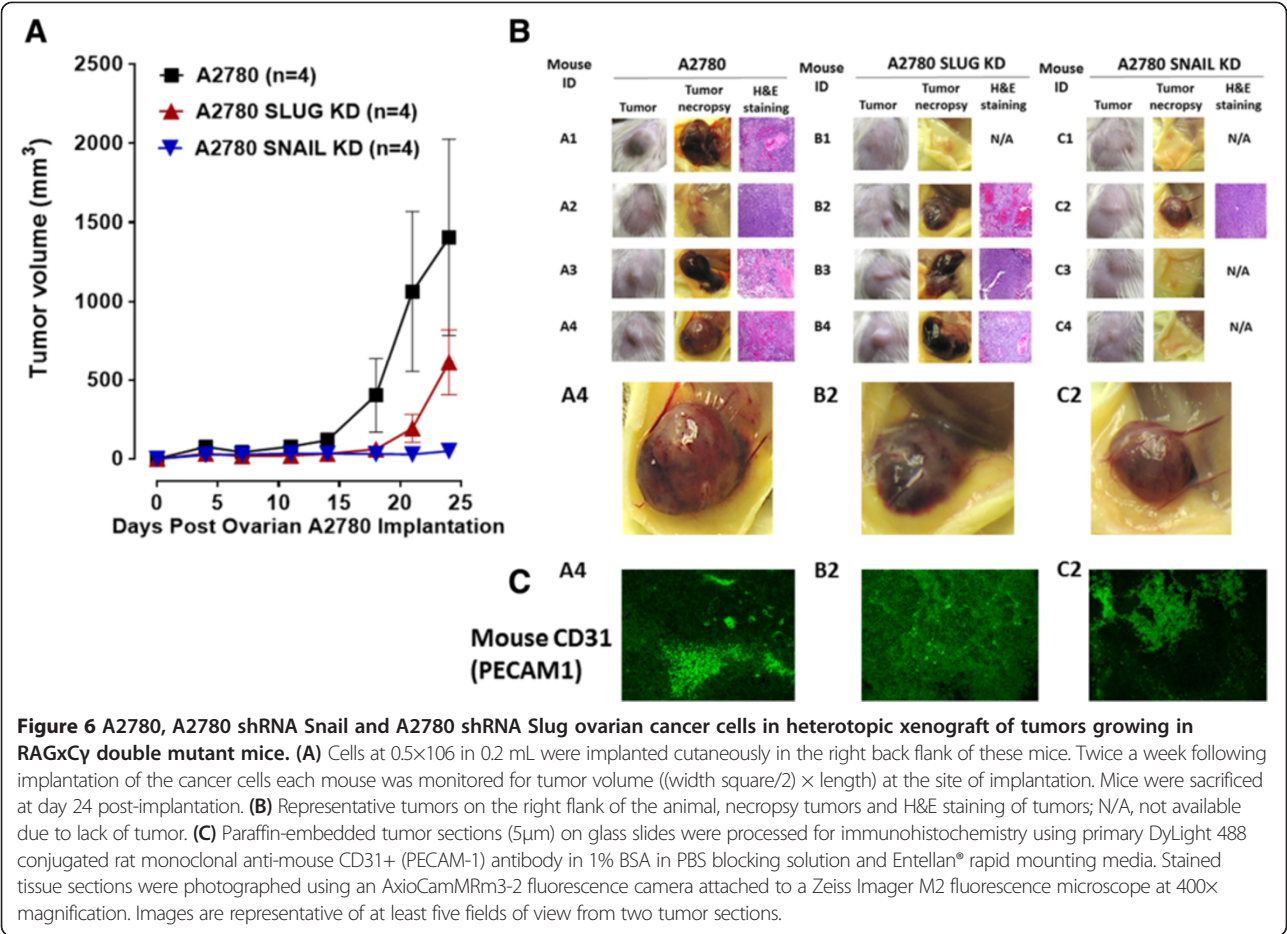 A
2500
2000
1500
1000
500
0
Tumor volume (mm³)
A2780 (n=4)
A2780 SLUG KD (n=4)
A2780 SNAIL KD (n=4)
0 5 10 15 20 25
Days Post Ovarian A2780 Implantation
B
Mouse ID
A2780
Tumor
Tumor necropsy
H&E staining
A1
A2
A3
A4
Mouse ID
A2780 SLUG KD
Tumor
Tumor necropsy
H&E staining
B1
N/A
B2
B3
B4
Mouse ID
A2780 SNAIL KD
Tumor
Tumor necropsy
H&E staining
C1
N/A
C2
C3
N/A
C4
N/A
A4
B2
C2
C
A4
B2
C2
Mouse CD31
(PECAM1)
Figure 6 A2780, A2780 shRNA Snail and A2780 shRNA Slug ovarian cancer cells in heterotopic xenograft of tumors growing in
RAGxCγ double mutant mice. (A) Cells at 0.5×106 in 0.2 mL were implanted cutaneously in the right back flank of these mice. Twice a week following
implantation of the cancer cells each mouse was monitored for tumor volume ((width square/2) × length) at the site of implantation. Mice were sacrificed
at day 24 post-implantation. (B) Representative tumors on the right flank of the animal, necropsy tumors and H&E staining of tumors; N/A, not available
due to lack of tumor. (C) Paraffin-embedded tumor sections (5μm) on glass slides were processed for immunohistochemistry using primary DyLight 488
conjugated rat monoclonal anti-mouse CD31+ (PECAM-1) antibody in 1% BSA in PBS blocking solution and Entellan® rapid mounting media. Stained
tissue sections were photographed using an AxioCamMRm3-2 fluorescence camera attached to a Zeiss Imager M2 fluorescence microscope at 400×
magnification. Images are representative of at least five fields of view from two tumor sections.